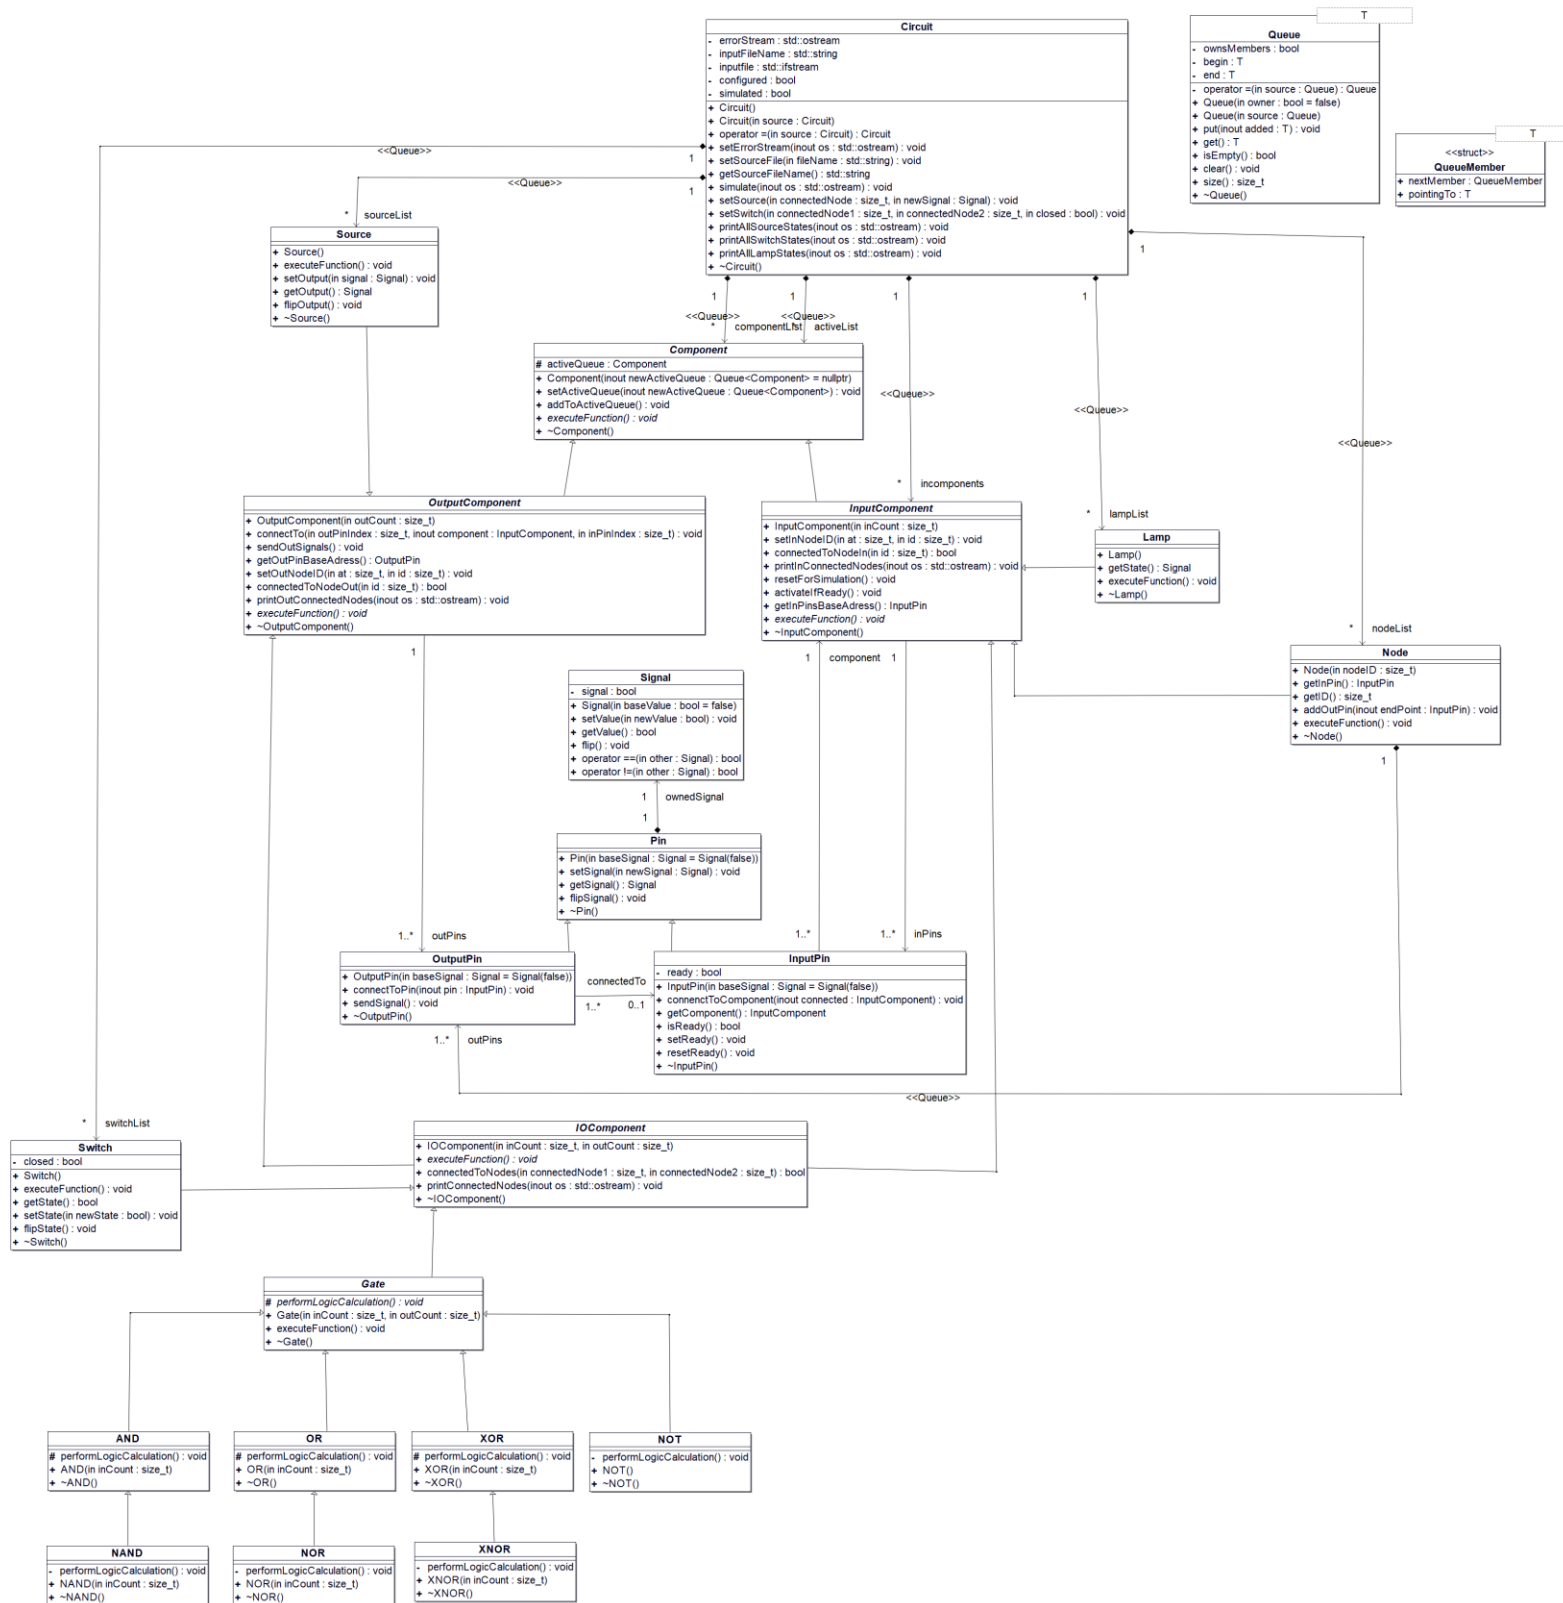 Circuit
- errorStream : std::ostream
- inputFileName : std::string
- inputfile : std::ifstream
- configured : bool
- simulated : bool
+ Circuit()
+ Circuit(in source : Circuit)
+ operator =(in source : Circuit) : Circuit
+ setErrorStream(inout os : std::ostream) : void
+ setSourceFile(in fileName : std::string) : void
+ getSourceFileName() : std::string
+ simulate(inout os : std::ostream) : void
+ setSource(in connectedNode : size_t, in newSignal : Signal) : void
+ setSwitch(in connectedNode1 : size_t, in connectedNode2 : size_t, in closed : bool) : void
+ printAllSourceStates(inout os : std::ostream) : void
+ printAllSwitchStates(inout os : std::ostream) : void
+ printAllLampStates(inout os : std::ostream) : void
+ ~Circuit()
T
Queue
- ownsMembers : bool
- begin : T
- end : T
- operator =(in source : Queue) : Queue
+ Queue(in owner : bool = false)
+ Queue(in source : Queue)
+ put(inout added : T) : void
+ get() : T
+ isEmpty() : bool
+ clear() : void
+ size() : size_t
+ ~Queue()
T
<<struct>>
QueueMember
+ nextMember : QueueMember
+ pointingTo : T
<<Queue>>
1
<<Queue>>
1
* sourceList
Source
+ Source()
+ executeFunction() : void
+ setOutput(in signal : Signal) : void
+ getOutput() : Signal
+ flipOutput() : void
+ ~Source()
1
1
1
1
1
<<Queue>>
<<Queue>>
* componentList
* activeList
Component
# activeQueue : Component
+ Component(inout newActiveQueue : Queue<Component> = nullptr)
+ setActiveQueue(inout newActiveQueue : Queue<Component>) : void
+ addToActiveQueue() : void
+ executeFunction() : void
+ ~Component()
<<Queue>>
<<Queue>>
<<Queue>>
* incomponents
* lampList
OutputComponent
+ OutputComponent(in outCount : size_t)
+ connectTo(in outPinIndex : size_t, inout component : InputComponent, in inPinIndex : size_t) : void
+ sendOutSignals() : void
+ getOutPinBaseAdress() : OutputPin
+ setOutNodeID(in at : size_t, in id : size_t) : void
+ connectedToNodeOut(in id : size_t) : bool
+ printOutConnectedNodes(inout os : std::ostream) : void
+ executeFunction() : void
+ ~OutputComponent()
InputComponent
+ InputComponent(in inCount : size_t)
+ setInNodeID(in at : size_t, in id : size_t) : void
+ connectedToNodeIn(in id : size_t) : bool
+ printInConnectedNodes(inout os : std::ostream) : void
+ resetForSimulation() : void
+ activateIfReady() : void
+ getInPinsBaseAdress() : InputPin
+ executeFunction() : void
+ ~InputComponent()
Lamp
+ Lamp()
+ getState() : Signal
+ executeFunction() : void
+ ~Lamp()
* nodeList
Node
+ Node(in nodeID : size_t)
+ getInPin() : InputPin
+ getID() : size_t
+ addOutPin(inout endPoint : InputPin) : void
+ executeFunction() : void
+ ~Node()
1
1
1 component 1
Signal
- signal : bool
+ Signal(in baseValue : bool = false)
+ setValue(in newValue : bool) : void
+ getValue() : bool
+ flip() : void
+ operator ==(in other : Signal) : bool
+ operator !=(in other : Signal) : bool
1 ownedSignal
1
Pin
+ Pin(in baseSignal : Signal = Signal(false))
+ setSignal(in newSignal : Signal) : void
+ getSignal() : Signal
+ flipSignal() : void
+ ~Pin()
1..* outPins
1..*
1..* inPins
OutputPin
+ OutputPin(in baseSignal : Signal = Signal(false))
+ connectToPin(inout pin : InputPin) : void
+ sendSignal() : void
+ ~OutputPin()
connectedTo
1..* 0..1
InputPin
- ready : bool
+ InputPin(in baseSignal : Signal = Signal(false))
+ connenctToComponent(inout connected : InputComponent) : void
+ getComponent() : InputComponent
+ isReady() : bool
+ setReady() : void
+ resetReady() : void
+ ~InputPin()
1..* outPins
<<Queue>>
* switchList
Switch
- closed : bool
+ Switch()
+ executeFunction() : void
+ getState() : bool
+ setState(in newState : bool) : void
+ flipState() : void
+ ~Switch()
IOComponent
+ IOComponent(in inCount : size_t, in outCount : size_t)
+ executeFunction() : void
+ connectedToNodes(in connectedNode1 : size_t, in connectedNode2 : size_t) : bool
+ printConnectedNodes(inout os : std::ostream) : void
+ ~IOComponent()
Gate
# performLogicCalculation() : void
+ Gate(in inCount : size_t, in outCount : size_t)
+ executeFunction() : void
+ ~Gate()
AND
# performLogicCalculation() : void
+ AND(in inCount : size_t)
+ ~AND()
OR
# performLogicCalculation() : void
+ OR(in inCount : size_t)
+ ~OR()
XOR
# performLogicCalculation() : void
+ XOR(in inCount : size_t)
+ ~XOR()
NOT
- performLogicCalculation() : void
+ NOT()
+ ~NOT()
NAND
- performLogicCalculation() : void
+ NAND(in inCount : size_t)
+ ~NAND()
NOR
- performLogicCalculation() : void
+ NOR(in inCount : size_t)
+ ~NOR()
XNOR
- performLogicCalculation() : void
+ XNOR(in inCount : size_t)
+ ~XNOR()